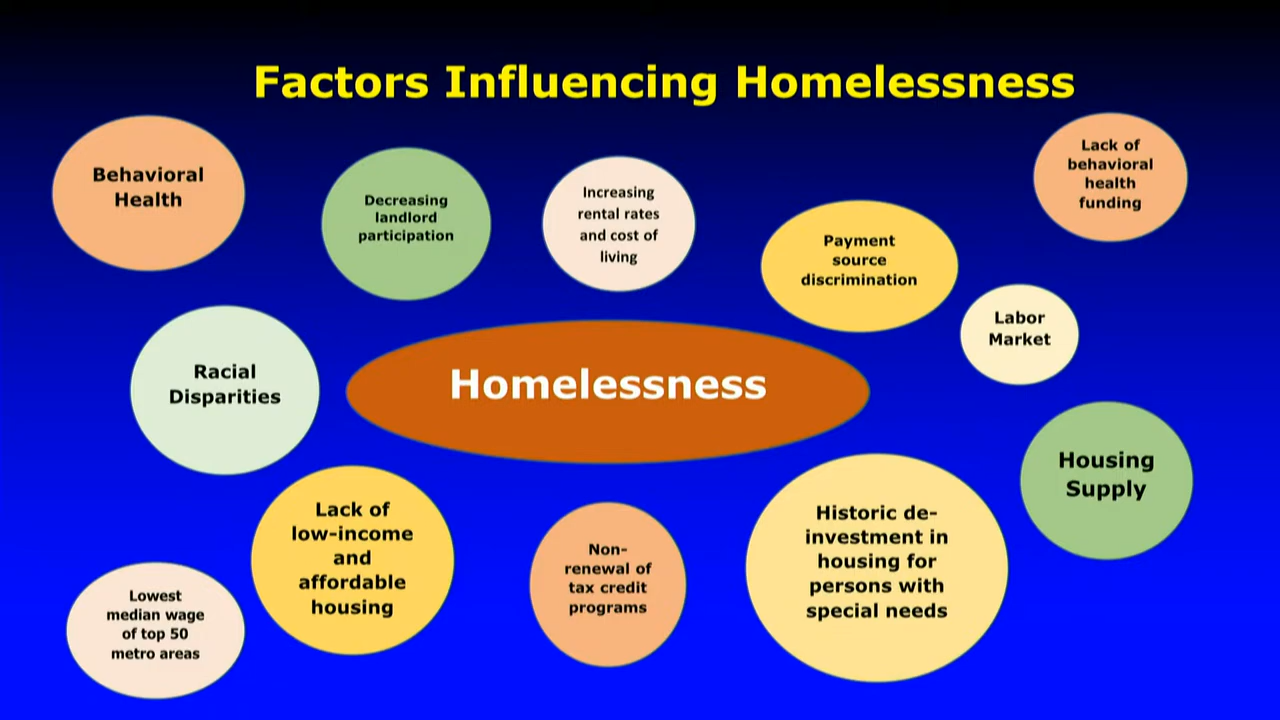 Factors Influencing Homelessness
Behavioral
Health
Decreasing
landlord
participation
Increasing
rental rates
and cost of
living
Payment
source
discrimination
Lack of
behavioral
health
funding
Labor
Market
Racial
Disparities
Homelessness
Housing
Supply
Lack of
low-income
and
affordable
housing
Non-
renewal of
tax credit
programs
Historic de-
investment in
housing for
persons with
special needs
Lowest
median wage
of top 50
metro areas